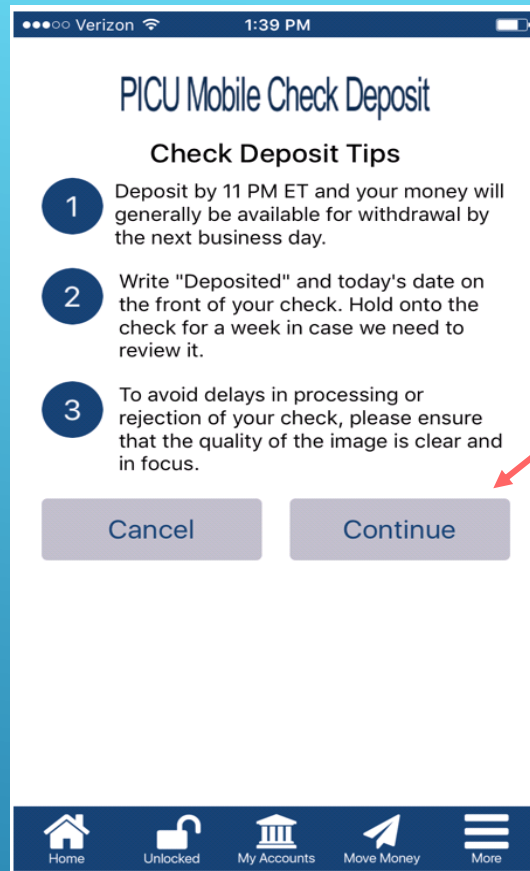 Verizon 1:39 PM
PICU Mobile Check Deposit
Check Deposit Tips
1 Deposit by 11 PM ET and your money will
generally be available for withdrawal by
the next business day.
2 Write "Deposited" and today's date on
the front of your check. Hold onto the
check for a week in case we need to
review it.
3 To avoid delays in processing or
rejection of your check, please ensure
that the quality of the image is clear and
in focus.
Cancel Continue
Home Unlocked My Accounts Move Money More